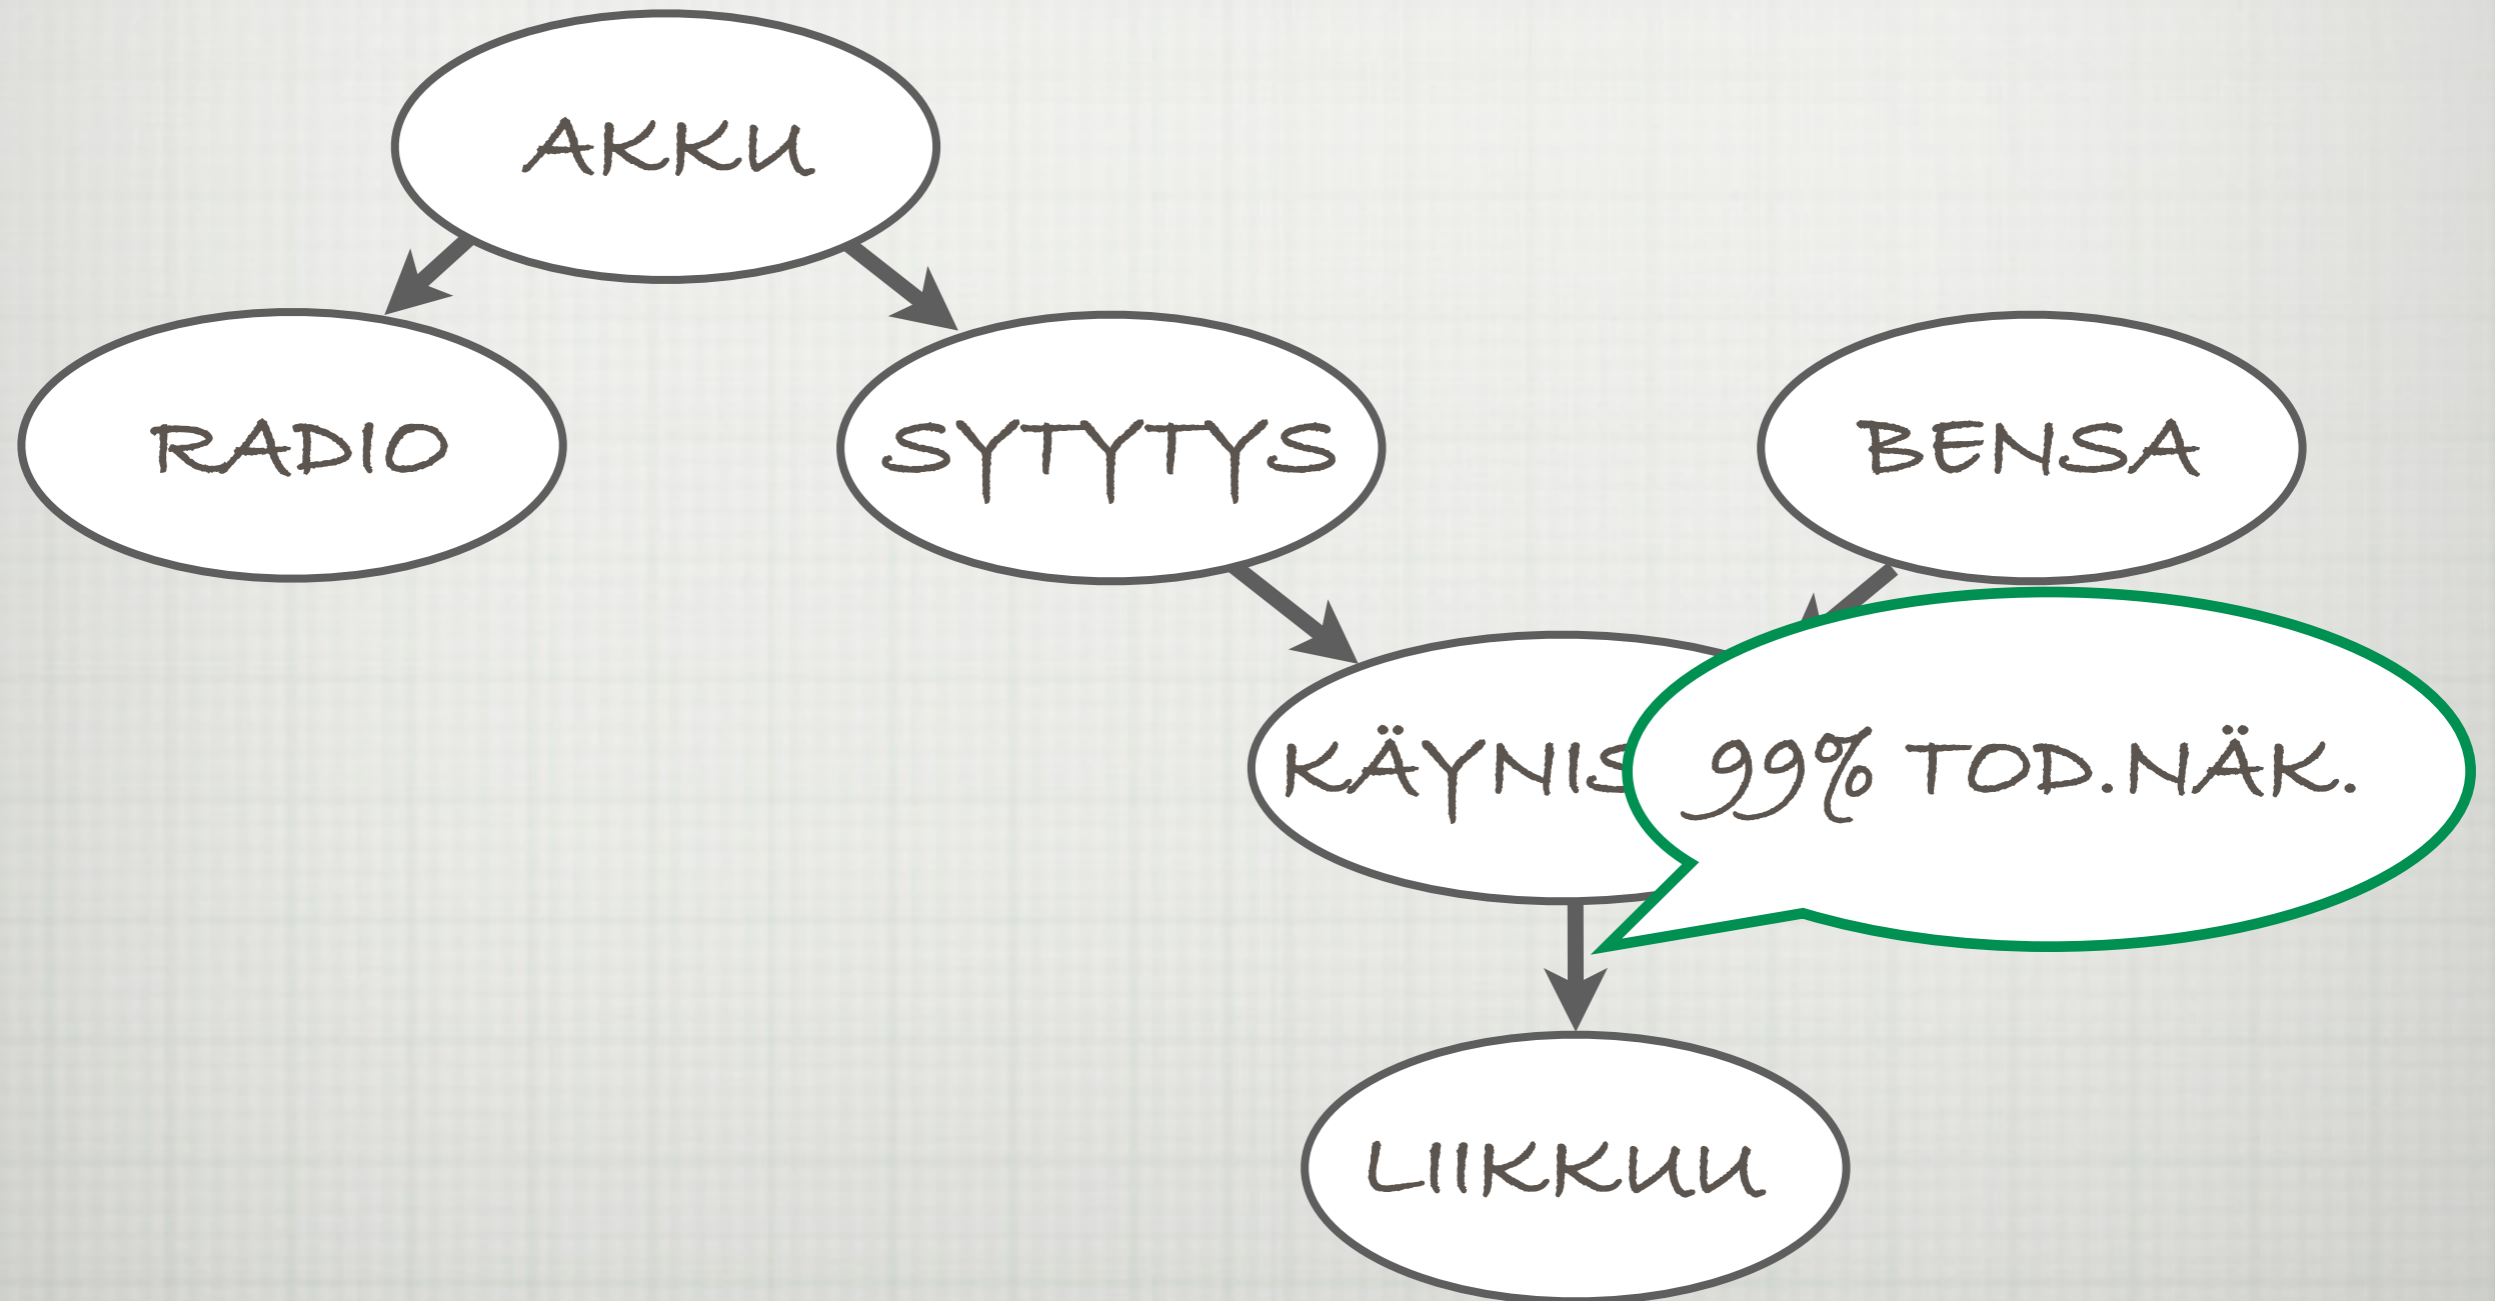 AKKU
RADIO
SYTYTYS
BENSA
KÄYNIS
99% TOD.NÄK.
LIIKKUU